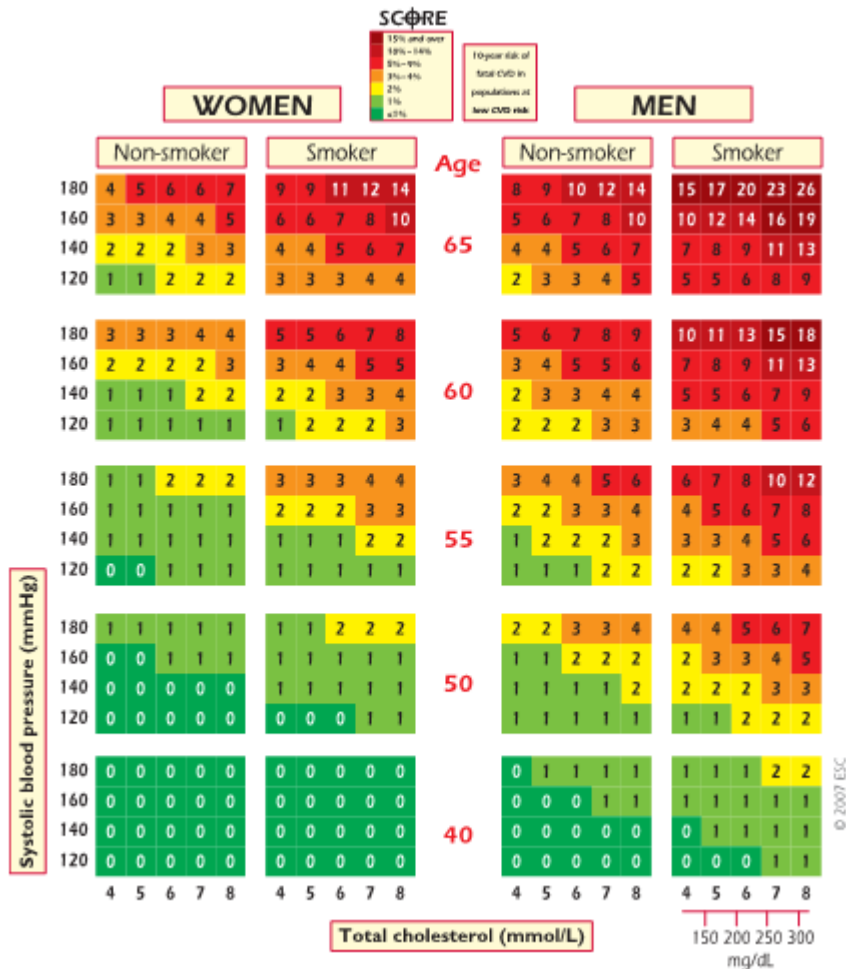 SCORE
15% and over
10%–14%
5%–9%
3%–4%
2%
1%
<1%
10-year risk of
fatal CVD in
populations at
low CVD risk
WOMEN
MEN
Non-smoker Smoker Age Non-smoker Smoker
180 4 5 6 6 7 9 9 11 12 14 8 9 10 12 14 15 17 20 23 26
160 3 3 4 4 5 6 6 7 8 10 5 6 7 8 10 10 12 14 16 19
65
140 2 2 2 3 3 4 4 5 6 7 4 4 5 6 7 7 8 9 11 13
120 1 1 2 2 2 3 3 3 4 4 2 3 3 4 5 5 5 6 8 9
180 3 3 3 4 4 5 5 6 7 8 5 6 7 8 9 10 11 13 15 18
160 2 2 2 2 3 3 4 4 5 5 3 4 5 5 6 7 8 9 11 13
60
140 1 1 1 2 2 2 2 3 3 4 2 3 3 4 4 5 5 6 7 9
120 1 1 1 1 1 1 2 2 2 3 2 2 2 3 3 3 4 4 5 6
180 1 1 2 2 2 3 3 3 4 4 3 4 4 5 6 6 7 8 10 12
160 1 1 1 1 1 2 2 2 3 3 2 2 3 3 4 4 5 6 7 8
55
140 1 1 1 1 1 1 1 1 2 2 1 2 2 2 3 3 3 4 5 6
120 0 0 1 1 1 1 1 1 1 1 1 1 1 2 2 2 2 3 3 4
180 1 1 1 1 1 1 1 2 2 2 2 2 3 3 4 4 4 5 6 7
160 0 0 1 1 1 1 1 1 1 1 1 1 2 2 2 2 3 3 4 5
50
140 0 0 0 0 0 1 1 1 1 1 1 1 1 1 2 2 2 2 3 3
120 0 0 0 0 0 0 0 0 1 1 1 1 1 1 1 1 1 2 2 2
180 0 0 0 0 0 0 0 0 0 0 0 1 1 1 1 1 1 1 2 2
160 0 0 0 0 0 0 0 0 0 0 0 0 0 1 1 1 1 1 1 1
40
140 0 0 0 0 0 0 0 0 0 0 0 0 0 0 0 0 1 1 1 1
120 0 0 0 0 0 0 0 0 0 0 0 0 0 0 0 0 0 0 1 1
4 5 6 7 8 4 5 6 7 8 4 5 6 7 8 4 5 6 7 8
Systolic blood pressure (mmHg)
Total cholesterol (mmol/L)
150 200 250 300
mg/dL
© 2007 ESC